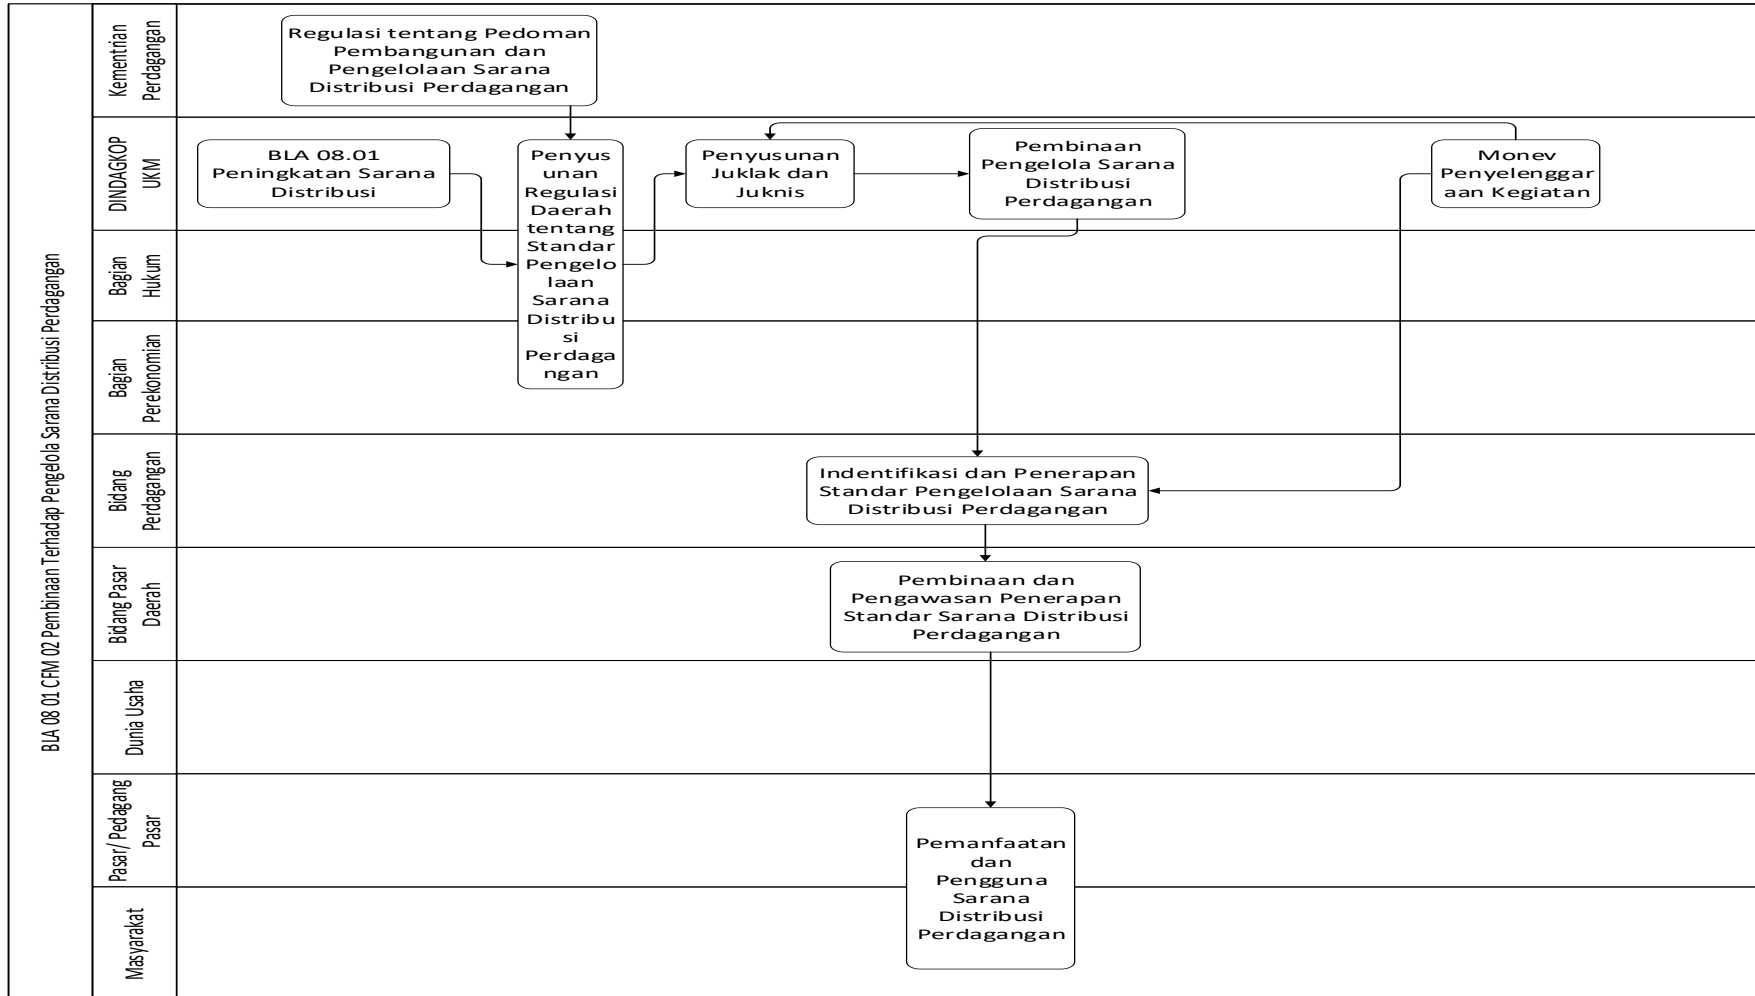 BLA 08 01 CFM 02 Pembinaan Terhadap Pengelola Sarana Distribusi Perdagangan
Kementrian
Perdagangan
Regulasi tentang Pedoman
Pembangunan dan
Pengelolaan Sarana
Distribusi Perdagangan
DINDAGKOP
UKM
BLA 08.01
Peningkatan Sarana
Distribusi
Penyus
unan
Regulasi
Daerah
tentang
Standar
Pengelo
laan
Sarana
Distribu
si
Perdaga
ngan
Penyusunan
Juklak dan
Juknis
Pembinaan
Pengelola Sarana
Distribusi
Perdagangan
Monev
Penyelenggar
aan Kegiatan
Bagian
Hukum
Bagian
Perekonomian
Bidang
Perdagangan
Indentifikasi dan Penerapan
Standar Pengelolaan Sarana
Distribusi Perdagangan
Bidang Pasar
Daerah
Pembinaan dan
Pengawasan Penerapan
Standar Sarana Distribusi
Perdagangan
Dunia Usaha
Pasar/ Pedagang
Pasar
Pemanfaatan
dan
Pengguna
Sarana
Distribusi
Perdagangan
Masyarakat